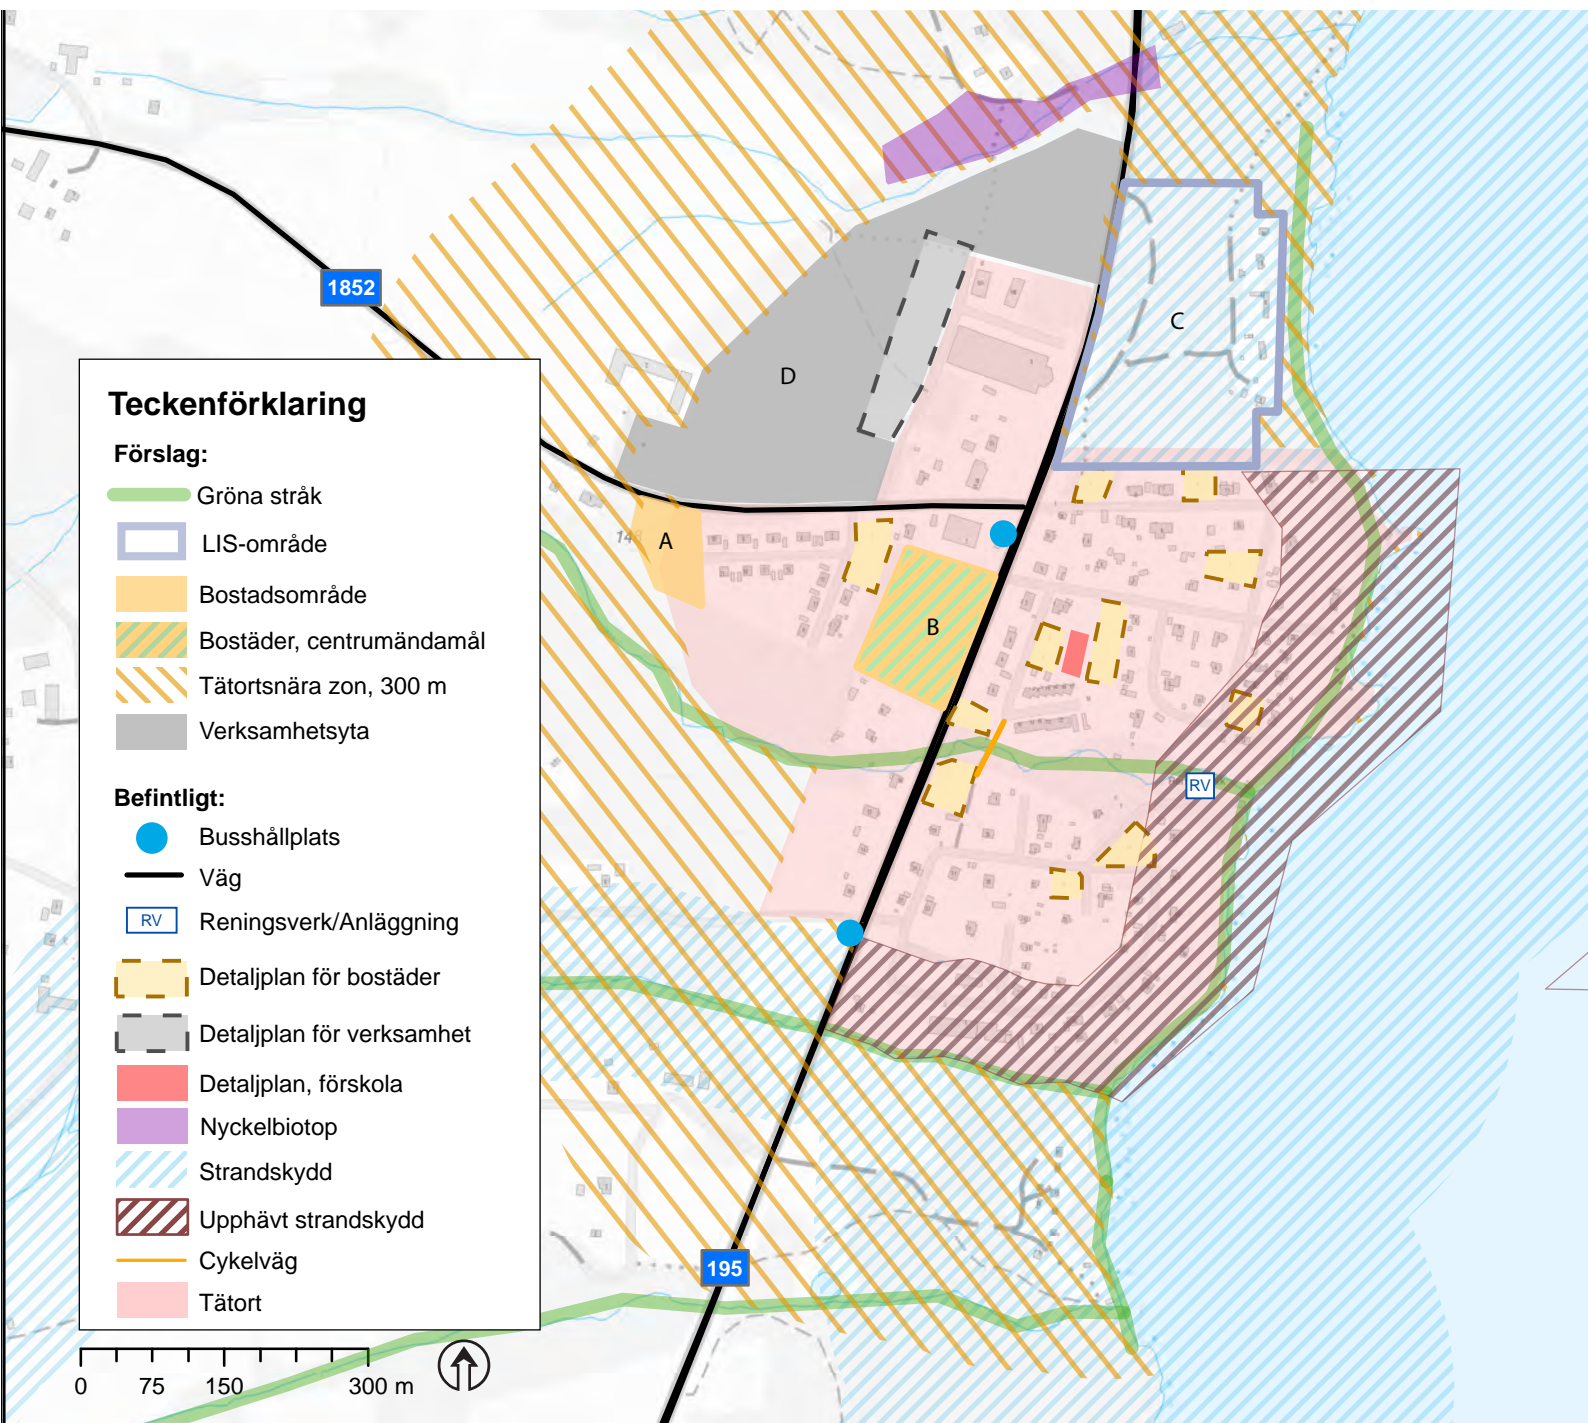 1852
D
C
Teckenförklaring
Förslag:
Gröna stråk
LIS-område
Bostadsområde
Bostäder, centrumändamål
Tätortsnära zon, 300 m
Verksamhetsyta
Befintligt:
Busshållplats
Väg
RV Reningsverk/Anläggning
Detaljplan för bostäder
Detaljplan för verksamhet
Detaljplan, förskola
Nyckelbiotop
Strandskydd
Upphävt strandskydd
Cykelväg
Tätort
A
B
RV
195
0 75 150 300 m